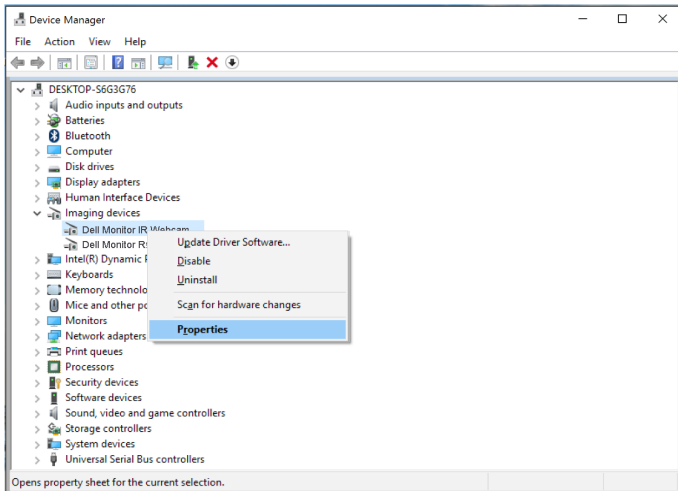 Device Manager
File Action View Help
DESKTOP-S6G3G76
Audio inputs and outputs
Batteries
Bluetooth
Computer
Disk drives
Display adapters
Human Interface Devices
Imaging devices
Dell Monitor IR Webcam
Dell Monitor
Update Driver Software...
Intel(R) Dynamic
Disable
Keyboards
Uninstall
Memory
Mice and other
Scan for hardware changes
Monitors
Properties
Network adapters
Print queues
Processors
Security devices
Software devices
Sound, video and game controllers
Storage controllers
System devices
Universal Serial Bus controllers
Opens property sheet for the current selection.